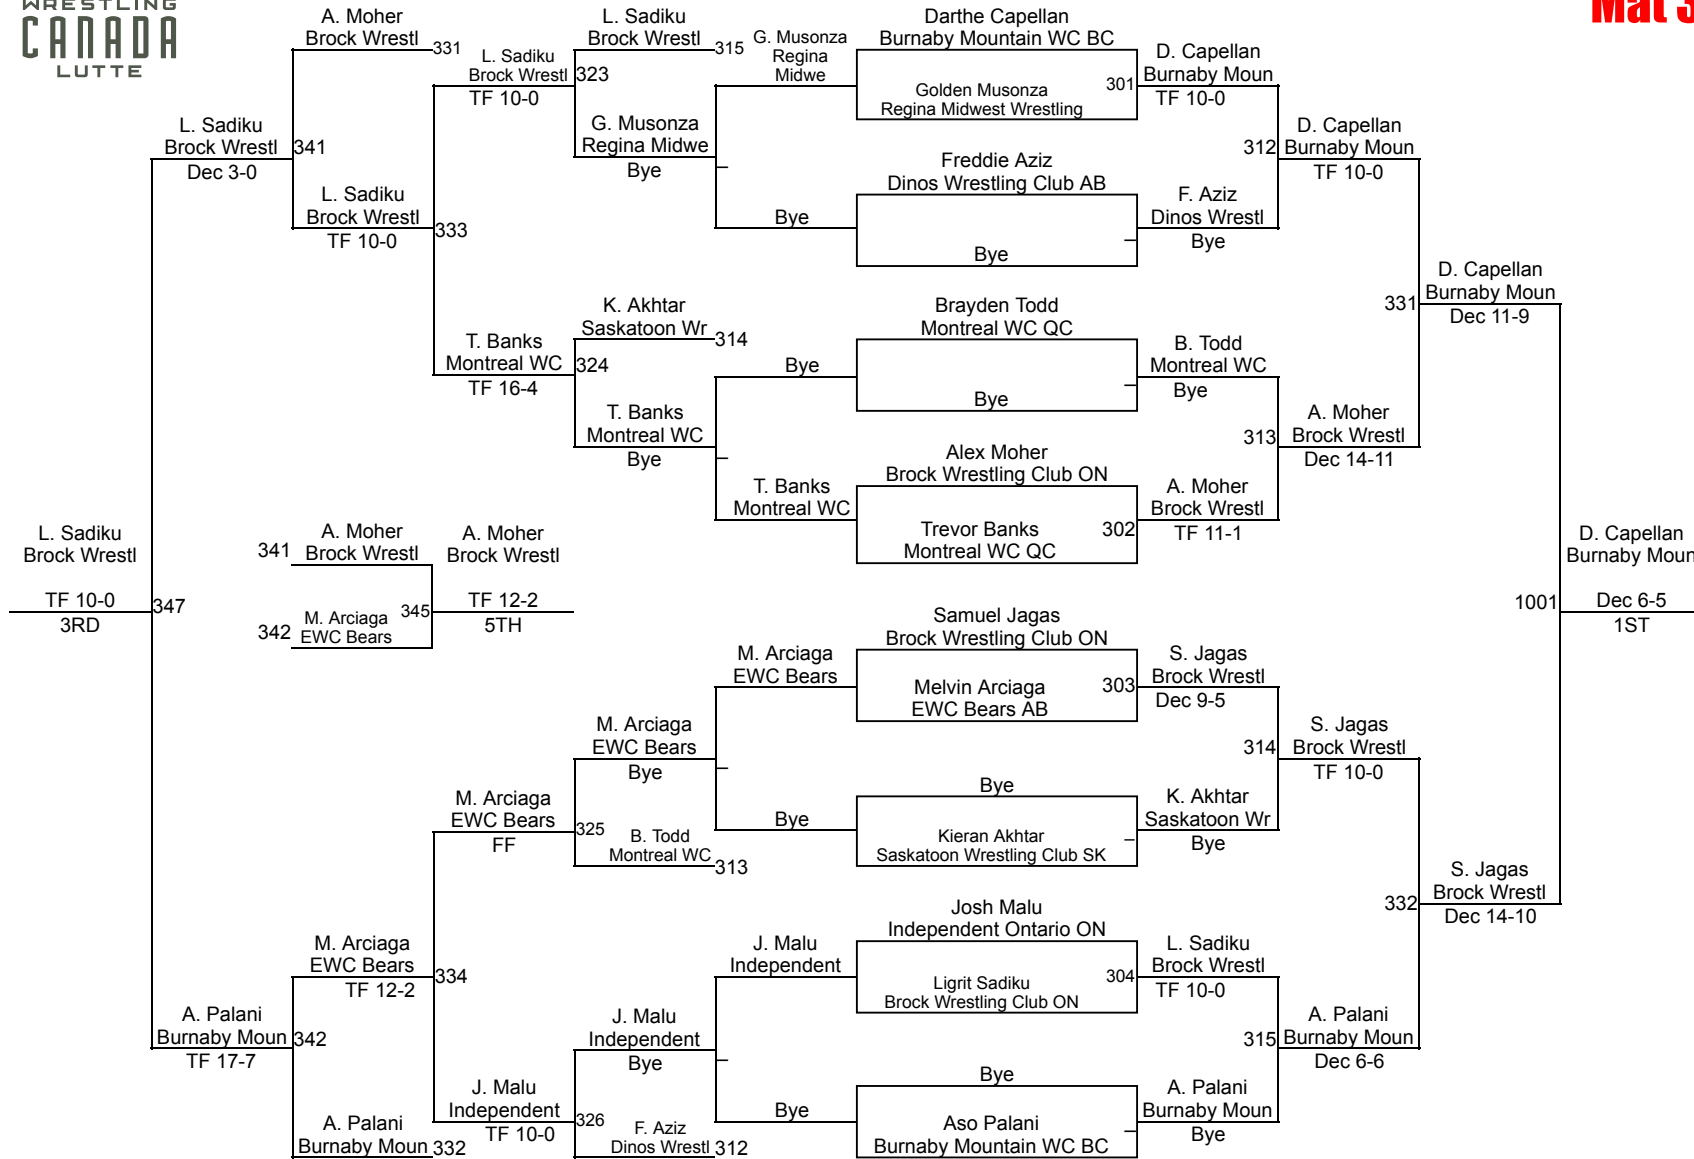 WRESTLING
CANADA
LUTTE
Mat 3
A. Moher
Brock Wrestl
331
L. Sadiku
Brock Wrestl
TF 10-0
323
L. Sadiku
Brock Wrestl
315
G. Musonza
Regina
Midwe
Darthe Capellan
Burnaby Mountain WC BC
Golden Musonza
Regina Midwest Wrestling
301
D. Capellan
Burnaby Moun
TF 10-0
L. Sadiku
Brock Wrestl
Dec 3-0
341
G. Musonza
Regina Midwe
Bye
312
D. Capellan
Burnaby Moun
TF 10-0
Freddie Aziz
Dinos Wrestling Club AB
Bye
L. Sadiku
Brock Wrestl
TF 10-0
333
Bye
F. Aziz
Dinos Wrestl
Bye
331
D. Capellan
Burnaby Moun
Dec 11-9
K. Akhtar
Saskatoon Wr
314
Brayden Todd
Montreal WC QC
Bye
T. Banks
Montreal WC
TF 16-4
324
Bye
B. Todd
Montreal WC
Bye
T. Banks
Montreal WC
Bye
313
A. Moher
Brock Wrestl
Dec 14-11
Alex Moher
Brock Wrestling Club ON
Trevor Banks
Montreal WC QC
302
T. Banks
Montreal WC
A. Moher
Brock Wrestl
TF 11-1
L. Sadiku
Brock Wrestl
TF 10-0
3RD
347
341
A. Moher
Brock Wrestl
342
M. Arciaga
EWC Bears
345
A. Moher
Brock Wrestl
TF 12-2
5TH
D. Capellan
Burnaby Moun
1001
Dec 6-5
1ST
Samuel Jagas
Brock Wrestling Club ON
Melvin Arciaga
EWC Bears AB
303
M. Arciaga
EWC Bears
S. Jagas
Brock Wrestl
Dec 9-5
M. Arciaga
EWC Bears
Bye
314
S. Jagas
Brock Wrestl
TF 10-0
M. Arciaga
EWC Bears
FF
325
B. Todd
Montreal WC
313
Bye
Bye
Kieran Akhtar
Saskatoon Wrestling Club SK
K. Akhtar
Saskatoon Wr
Bye
332
S. Jagas
Brock Wrestl
Dec 14-10
Josh Malu
Independent Ontario ON
Ligrit Sadiku
Brock Wrestling Club ON
304
M. Arciaga
EWC Bears
TF 12-2
334
J. Malu
Independent
L. Sadiku
Brock Wrestl
TF 10-0
A. Palani
Burnaby Moun
TF 17-7
342
J. Malu
Independent
Bye
315
A. Palani
Burnaby Moun
Dec 6-6
J. Malu
Independent
TF 10-0
326
Bye
Bye
Aso Palani
Burnaby Mountain WC BC
A. Palani
Burnaby Moun
Bye
A. Palani
Burnaby Moun
332
F. Aziz
Dinos Wrestl
312